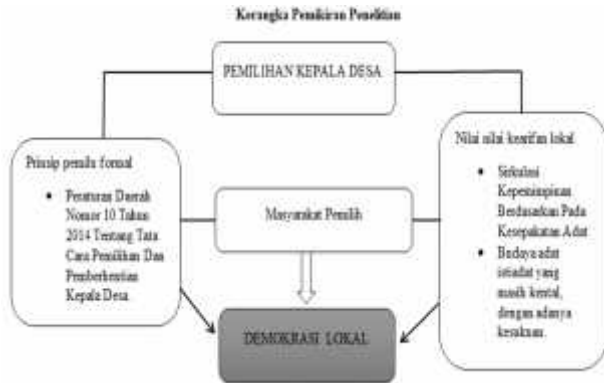 Kerangka Pemikiran Penelitian
PEMILIHAN KEPALA DESA
Prinsip pemilu formal
• Peraturan Daerah
Nomor 10 Tahun
2014 Tentang Tata
Cara Pemilihan Dan
Pemberhentian
Kepala Desa.
Masyarakat Pemilih
Nilai nilai kearifan lokal
• Sirkulasi
Kepemimpinan
Berdasarkan Pada
Kesepakatan Adat
• Budaya adat
istiadat yang
masih kental,
dengan adanya
kesukuan.
DEMOKRASI LOKAL